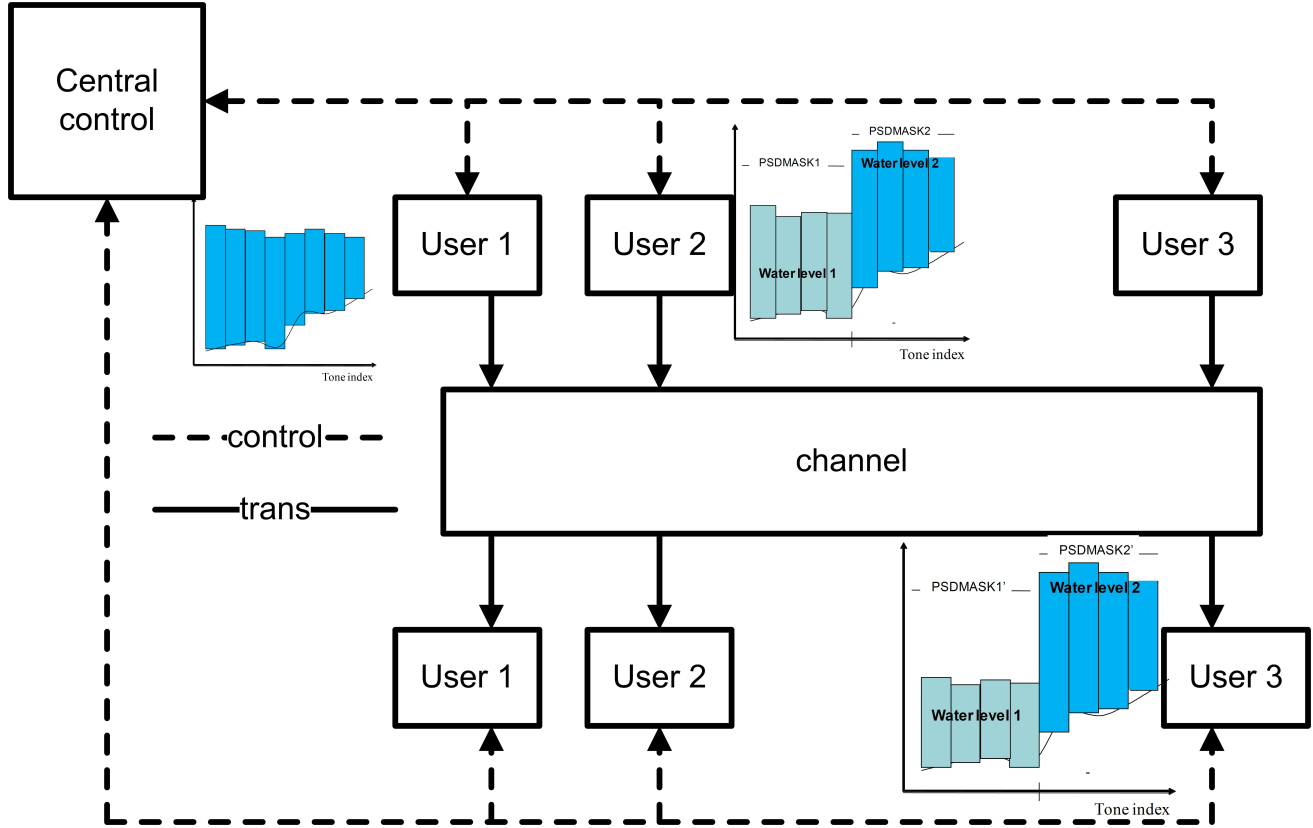 Central
control
PSDMASK2
PSDMASK1
Water level 2
User 1
User 2
User 3
Water level 1
Tone index
Tone index
control
channel
trans
PSDMASK2’
PSDMASK1’
Water level 2
User 1
User 2
User 3
Water level 1
Tone index